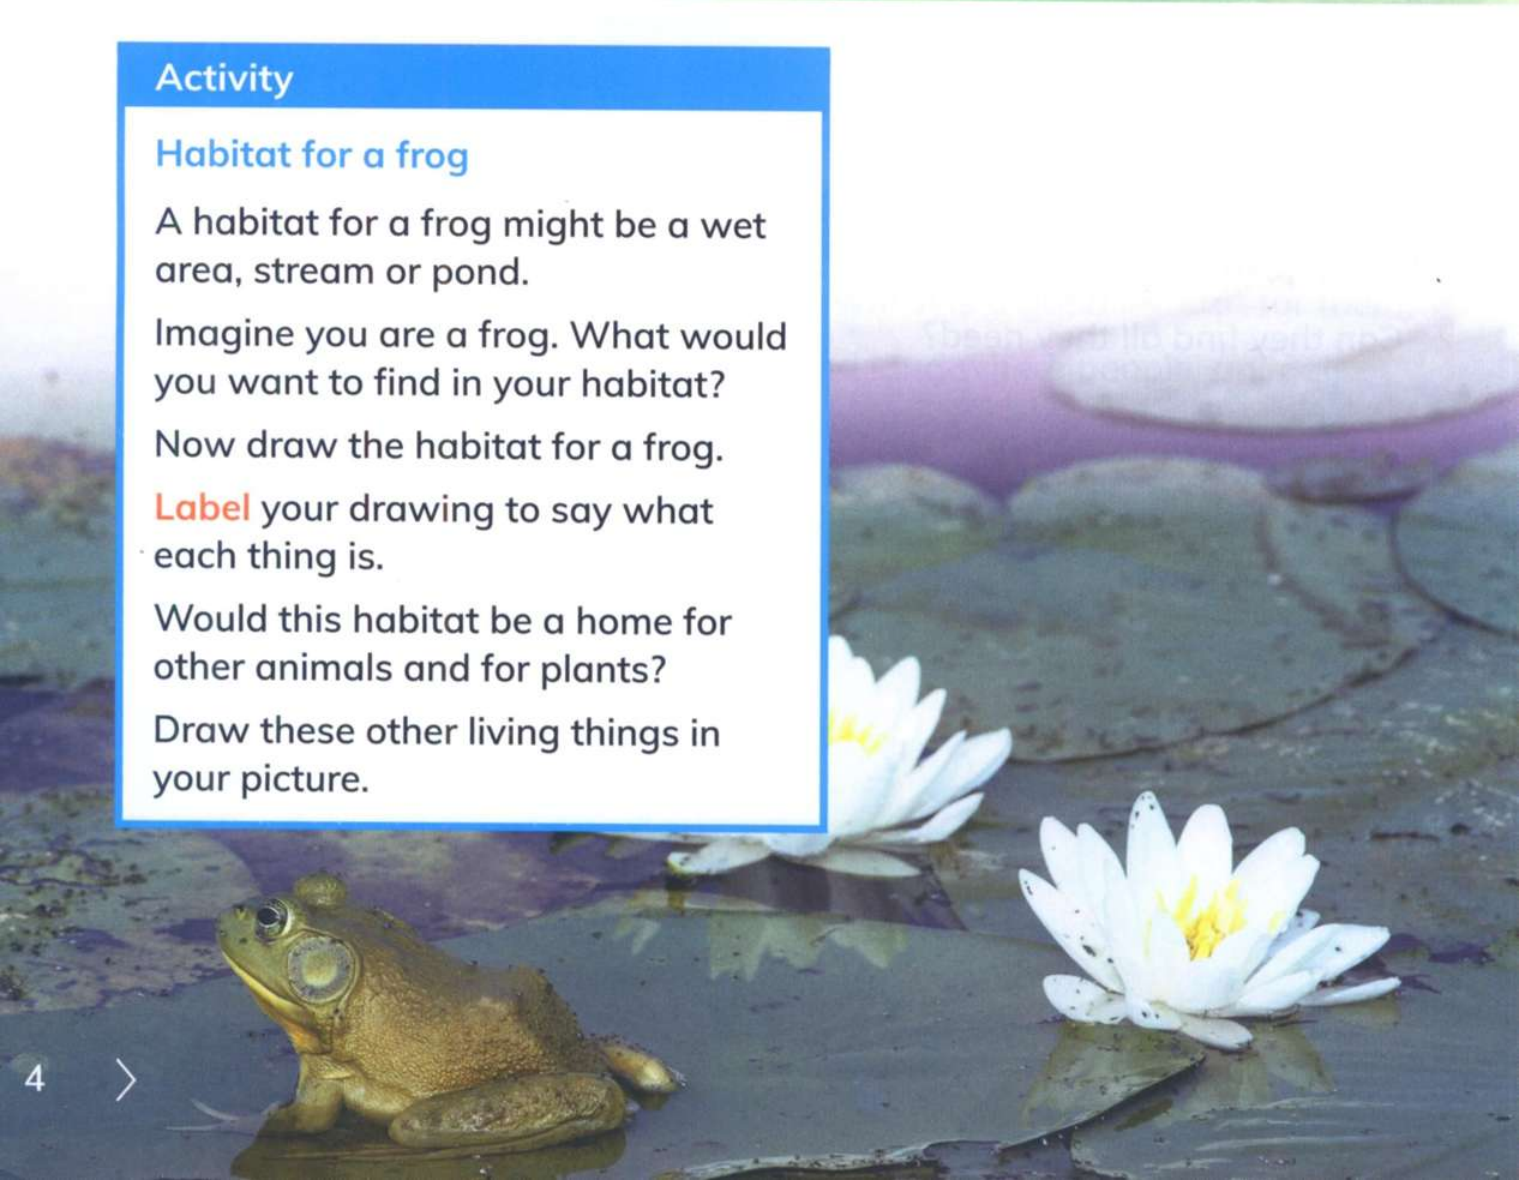 Activity
Habitat for a frog
A habitat for a frog might be a wet
area, stream or pond.
Imagine you are a frog. What would
you want to find in your habitat?
Now draw the habitat for a frog.
Label your drawing to say what
each thing is.
Would this habitat be a home for
other animals and for plants?
Draw these other living things in
your picture.
4